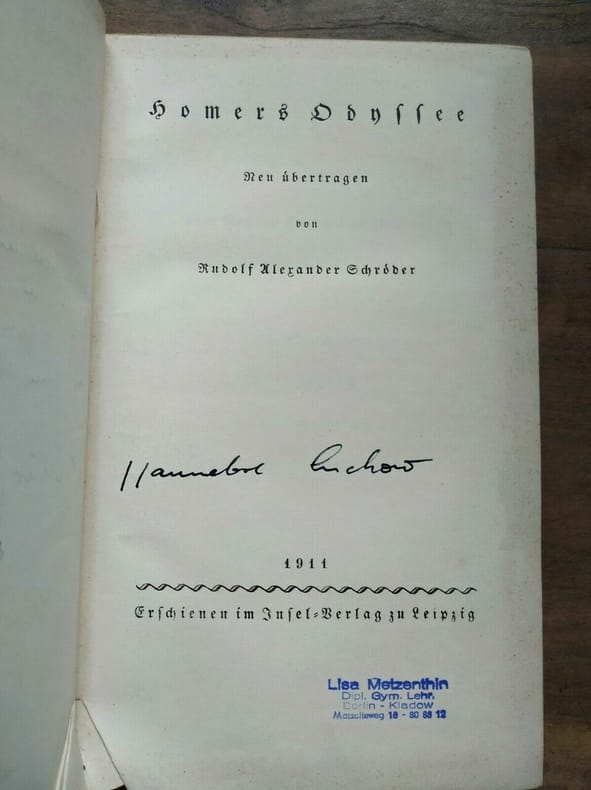 Homers Odyssee
Neu übertragen
von
Rudolf Alexander Schröder
1911
Erschienen im Insel-Verlag zu Leipzig
Lisa Metzenthin
Dipl. Gym. Lehr.
Berlin - Kladow
18 - 80 88 12